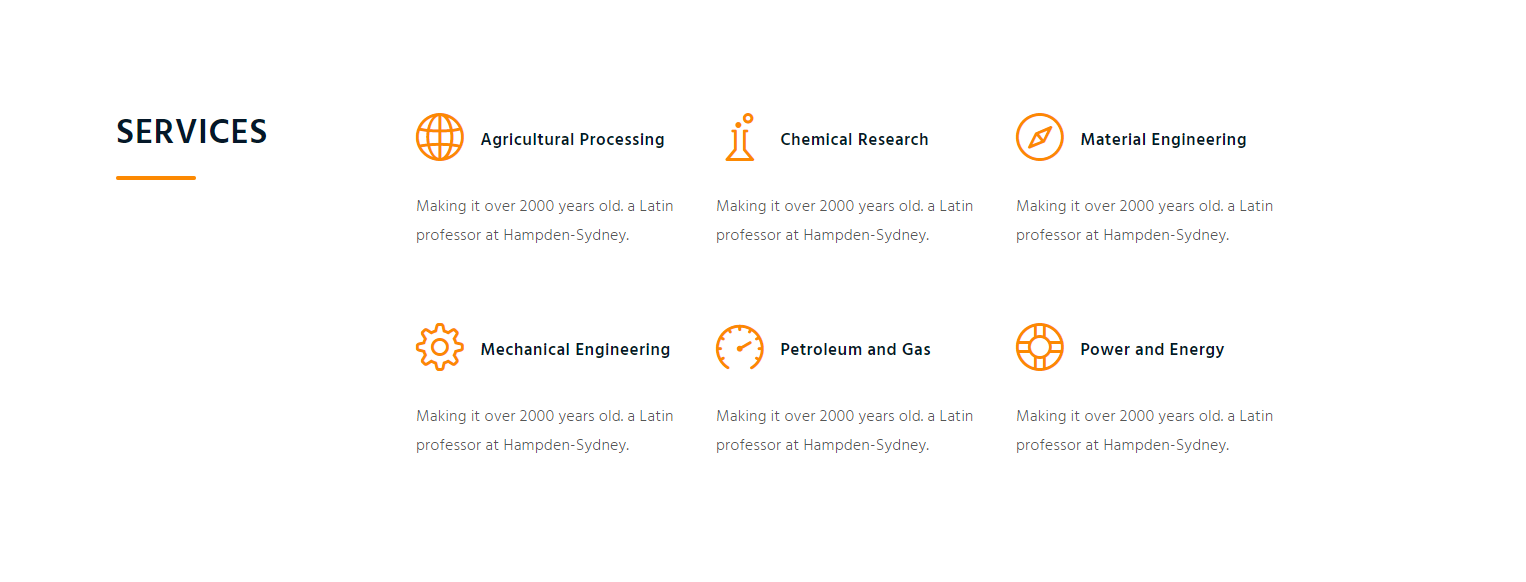 SERVICES
Agricultural Processing
Making it over 2000 years old. a Latin
professor at Hampden-Sydney.
Chemical Research
Making it over 2000 years old. a Latin
professor at Hampden-Sydney.
Material Engineering
Making it over 2000 years old. a Latin
professor at Hampden-Sydney.
Mechanical Engineering
Making it over 2000 years old. a Latin
professor at Hampden-Sydney.
Petroleum and Gas
Making it over 2000 years old. a Latin
professor at Hampden-Sydney.
Power and Energy
Making it over 2000 years old. a Latin
professor at Hampden-Sydney.